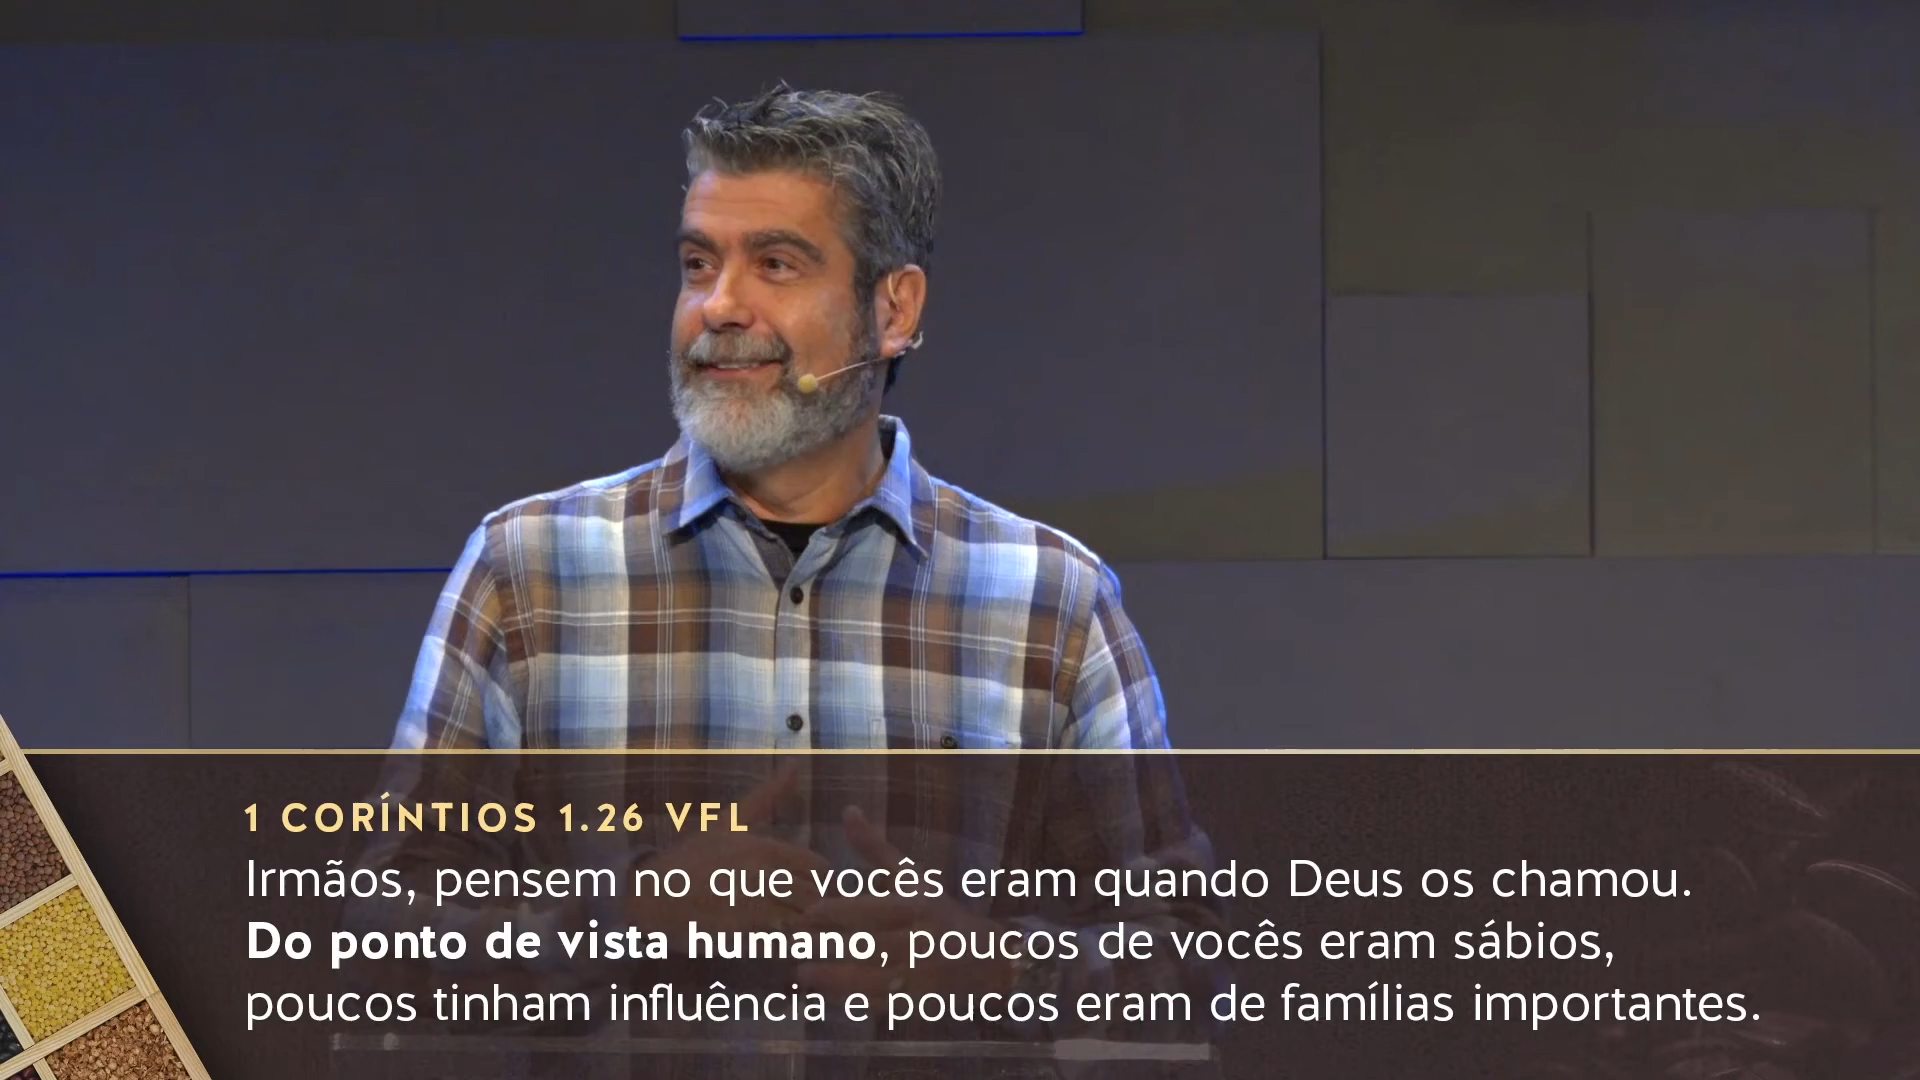 1 CORÍNTIOS 1.26 VFL
Irmãos, pensem no que vocês eram quando Deus os chamou.
Do ponto de vista humano, poucos de vocês eram sábios,
poucos tinham influência e poucos eram de famílias importantes.